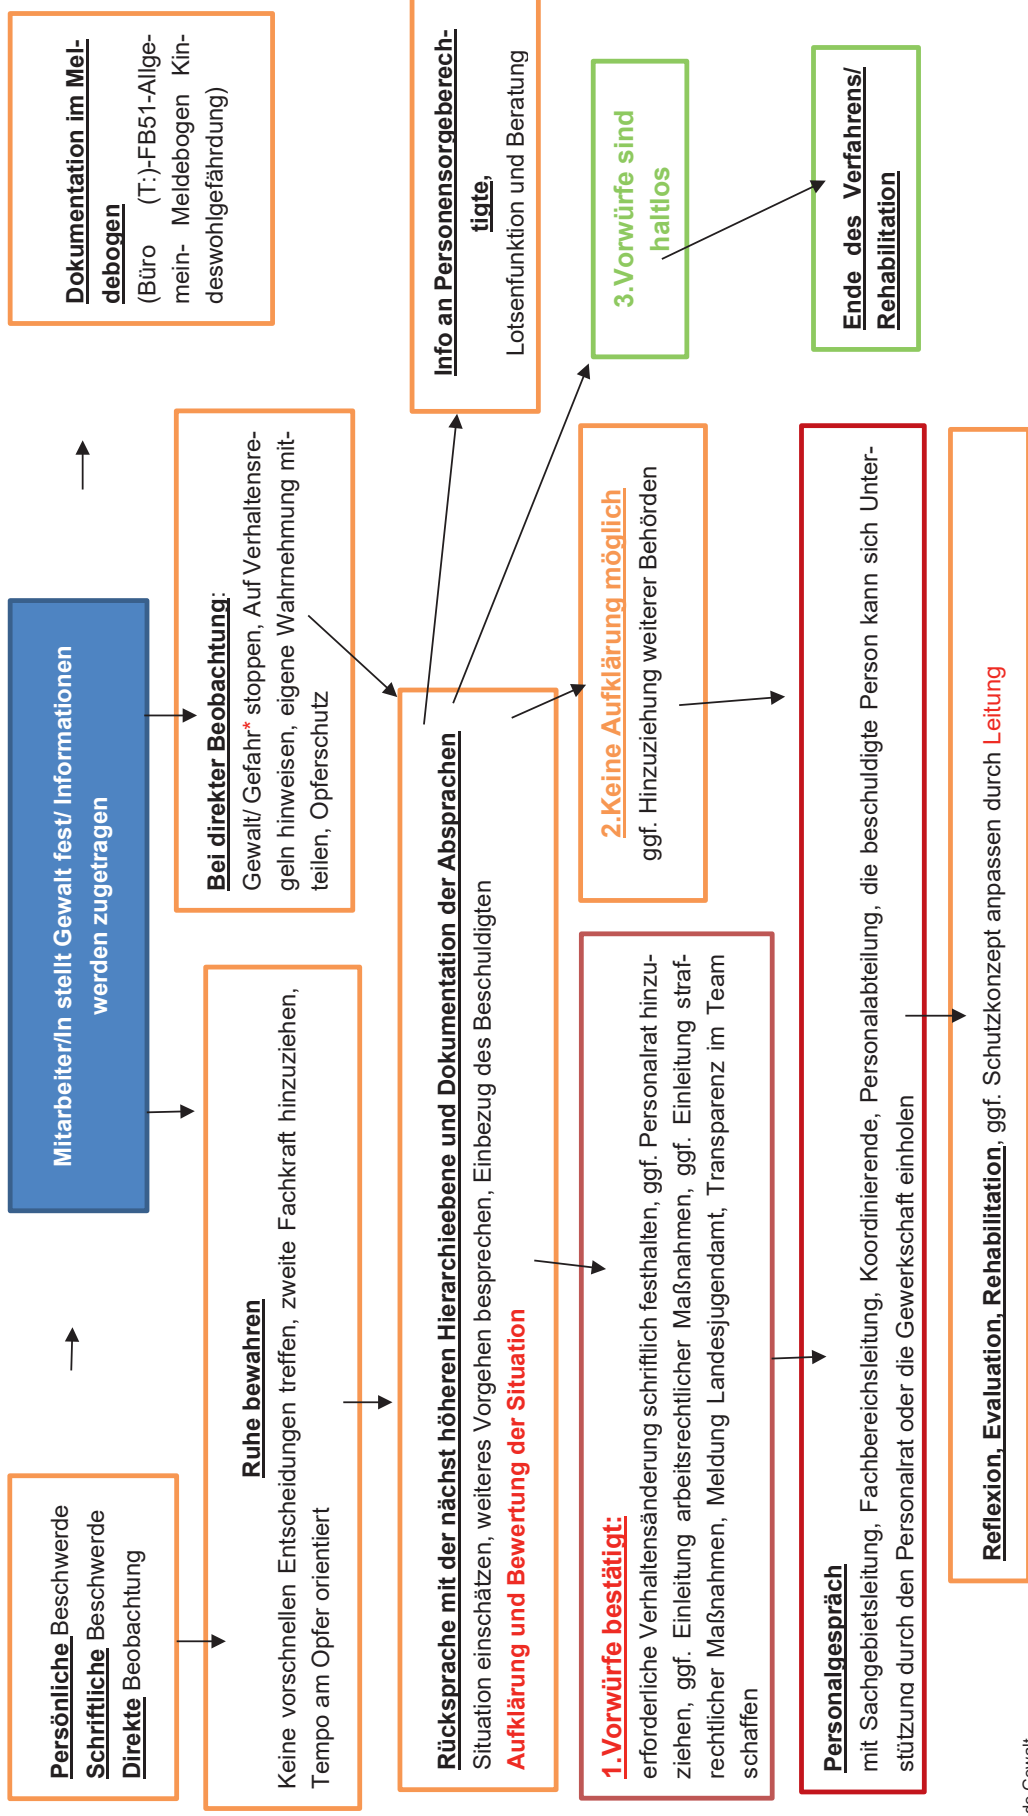 Persönliche Beschwerde
Schriftliche Beschwerde
Direkte Beobachtung
Mitarbeiter/In stellt Gewalt fest/ Informationen
werden zugetragen
Dokumentation im Mel-
debogen
(Büro (T:)-FB51-Allge-
mein- Meldebogen Kin-
deswohlgefährdung)
Ruhe bewahren
Keine vorschnellen Entscheidungen treffen, zweite Fachkraft hinzuziehen,
Tempo am Opfer orientiert
Bei direkter Beobachtung:
Gewalt/ Gefahr* stoppen, Auf Verhaltensre-
geln hinweisen, eigene Wahrnehmung mit-
teilen, Opferschutz
Rücksprache mit der nächst höheren Hierarchieebene und Dokumentation der Absprachen
Situation einschätzen, weiteres Vorgehen besprechen, Einbezug des Beschuldigten
Aufklärung und Bewertung der Situation
Info an Personensorgeberech-
tigte,
Lotsenfunktion und Beratung
1.Vorwürfe bestätigt:
erforderliche Verhaltensänderung schriftlich festhalten, ggf. Personalrat hinzu-
ziehen, ggf. Einleitung arbeitsrechtlicher Maßnahmen, ggf. Einleitung straf-
rechtlicher Maßnahmen, Meldung Landesjugendamt, Transparenz im Team
schaffen
2.Keine Aufklärung möglich
ggf. Hinzuziehung weiterer Behörden
3.Vorwürfe sind
haltlos
Personalgespräch
mit Sachgebietsleitung, Fachbereichsleitung, Koordinierende, Personalabteilung, die beschuldigte Person kann sich Unter-
stützung durch den Personalrat oder die Gewerkschaft einholen
Ende des Verfahrens/
Rehabilitation
Reflexion, Evaluation, Rehabilitation, ggf. Schutzkonzept anpassen durch Leitung
Gewalt